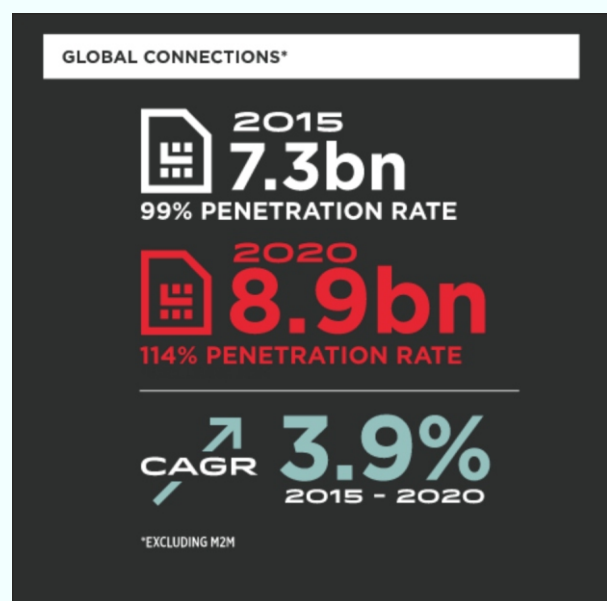 GLOBAL CONNECTIONS*
2015
7.3bn
99% PENETRATION RATE
2020
8.9bn
114% PENETRATION RATE
CAGR 3.9%
2015 - 2020
*EXCLUDING M2M